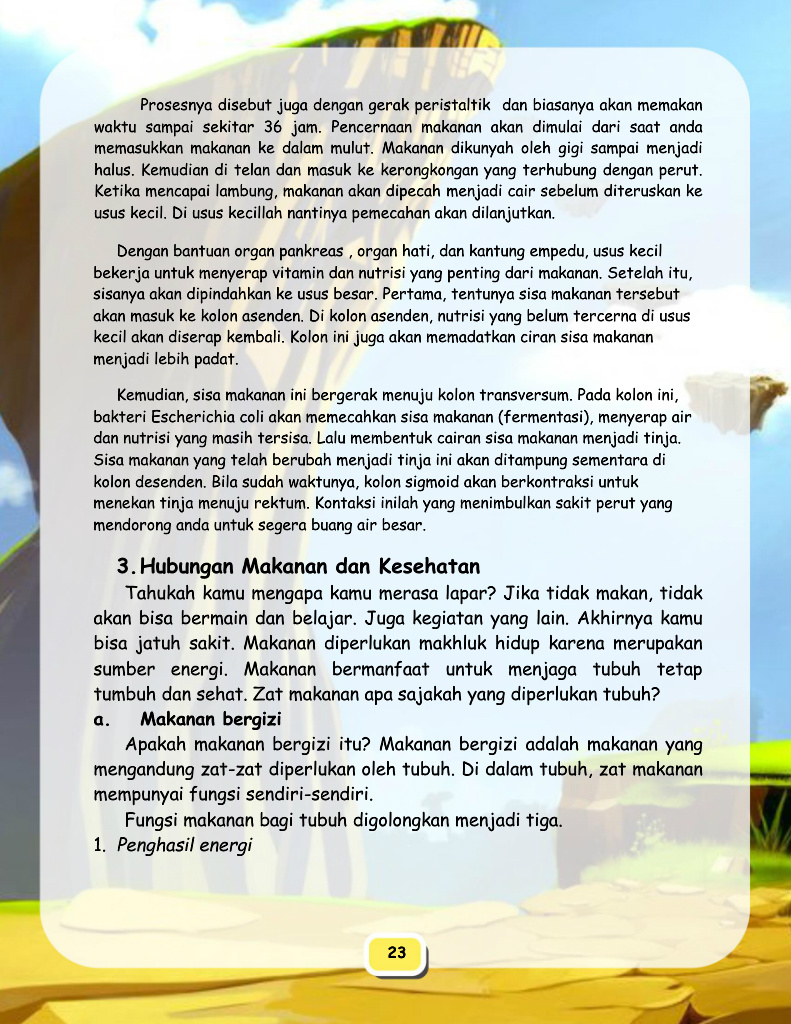 Prosesnya disebut juga dengan gerak peristaltik dan biasanya akan memakan
waktu sampai sekitar 36 jam. Pencernaan makanan akan dimulai dari saat anda
memasukkan makanan ke dalam mulut. Makanan dikunyah oleh gigi sampai menjadi
halus. Kemudian di telan dan masuk ke kerongkongan yang terhubung dengan perut.
Ketika mencapai lambung, makanan akan dipecah menjadi cair sebelum diteruskan ke
usus kecil. Di usus kecillah nantinya pemecahan akan dilanjutkan.
Dengan bantuan organ pankreas , organ hati, dan kantung empedu, usus kecil
bekerja untuk menyerap vitamin dan nutrisi yang penting dari makanan. Setelah itu,
sisanya akan dipindahkan ke usus besar. Pertama, tentunya sisa makanan tersebut
akan masuk ke kolon asenden. Di kolon asenden, nutrisi yang belum tercerna di usus
kecil akan diserap kembali. Kolon ini juga akan memadatkan ciran sisa makanan
menjadi lebih padat.
Kemudian, sisa makanan ini bergerak menuju kolon transversum. Pada kolon ini,
bakteri Escherichia coli akan memecahkan sisa makanan (fermentasi), menyerap air
dan nutrisi yang masih tersisa. Lalu membentuk cairan sisa makanan menjadi tinja.
Sisa makanan yang telah berubah menjadi tinja ini akan ditampung sementara di
kolon desenden. Bila sudah waktunya, kolon sigmoid akan berkontraksi untuk
menekan tinja menuju rektum. Kontaksi inilah yang menimbulkan sakit perut yang
mendorong anda untuk segera buang air besar.
3. Hubungan Makanan dan Kesehatan
Tahukah kamu mengapa kamu merasa lapar? Jika tidak makan, tidak
akan bisa bermain dan belajar. Juga kegiatan yang lain. Akhirnya kamu
bisa jatuh sakit. Makanan diperlukan makhluk hidup karena merupakan
sumber energi. Makanan bermanfaat untuk menjaga tubuh tetap
tumbuh dan sehat. Zat makanan apa sajakah yang diperlukan tubuh?
a. Makanan bergizi
Apakah makanan bergizi itu? Makanan bergizi adalah makanan yang
mengandung zat-zat diperlukan oleh tubuh. Di dalam tubuh, zat makanan
mempunyai fungsi sendiri-sendiri.
Fungsi makanan bagi tubuh digolongkan menjadi tiga.
1. Penghasil energi
23